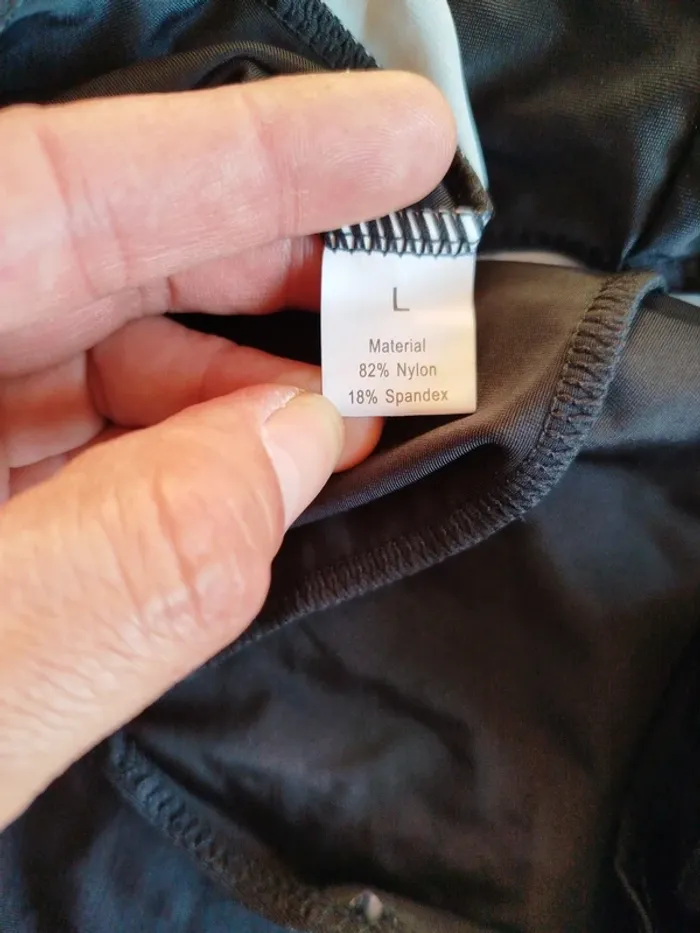 L
Material
82% Nylon
18% Spandex